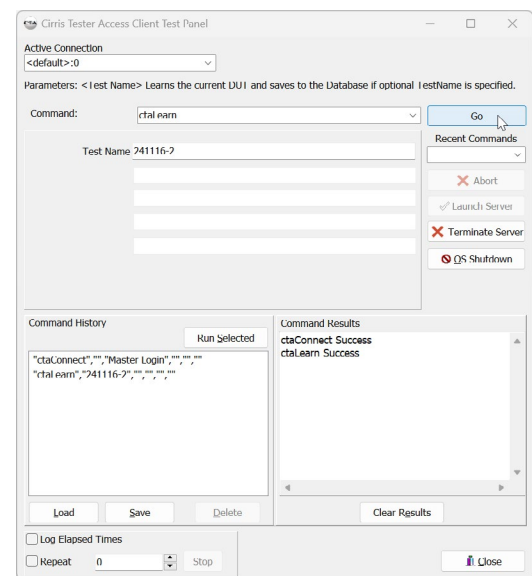 Cirris Tester Access Client Test Panel
Active Connection
<default>:0
Parameters: <Test Name> Learns the current DUT and saves to the Database if optional TestName is specified.
Command:
ctaLearn
Go
Recent Commands
Test Name
241116-2
Abort
Launch Server
Terminate Server
OS Shutdown
Command History
Run Selected
"ctaConnect","","Master Login","","",""
"ctaLearn","241116-2","","","",""
Command Results
ctaConnect Success
ctaLearn Success
Load
Save
Delete
Clear Results
Log Elapsed Times
Repeat
0
Stop
Close